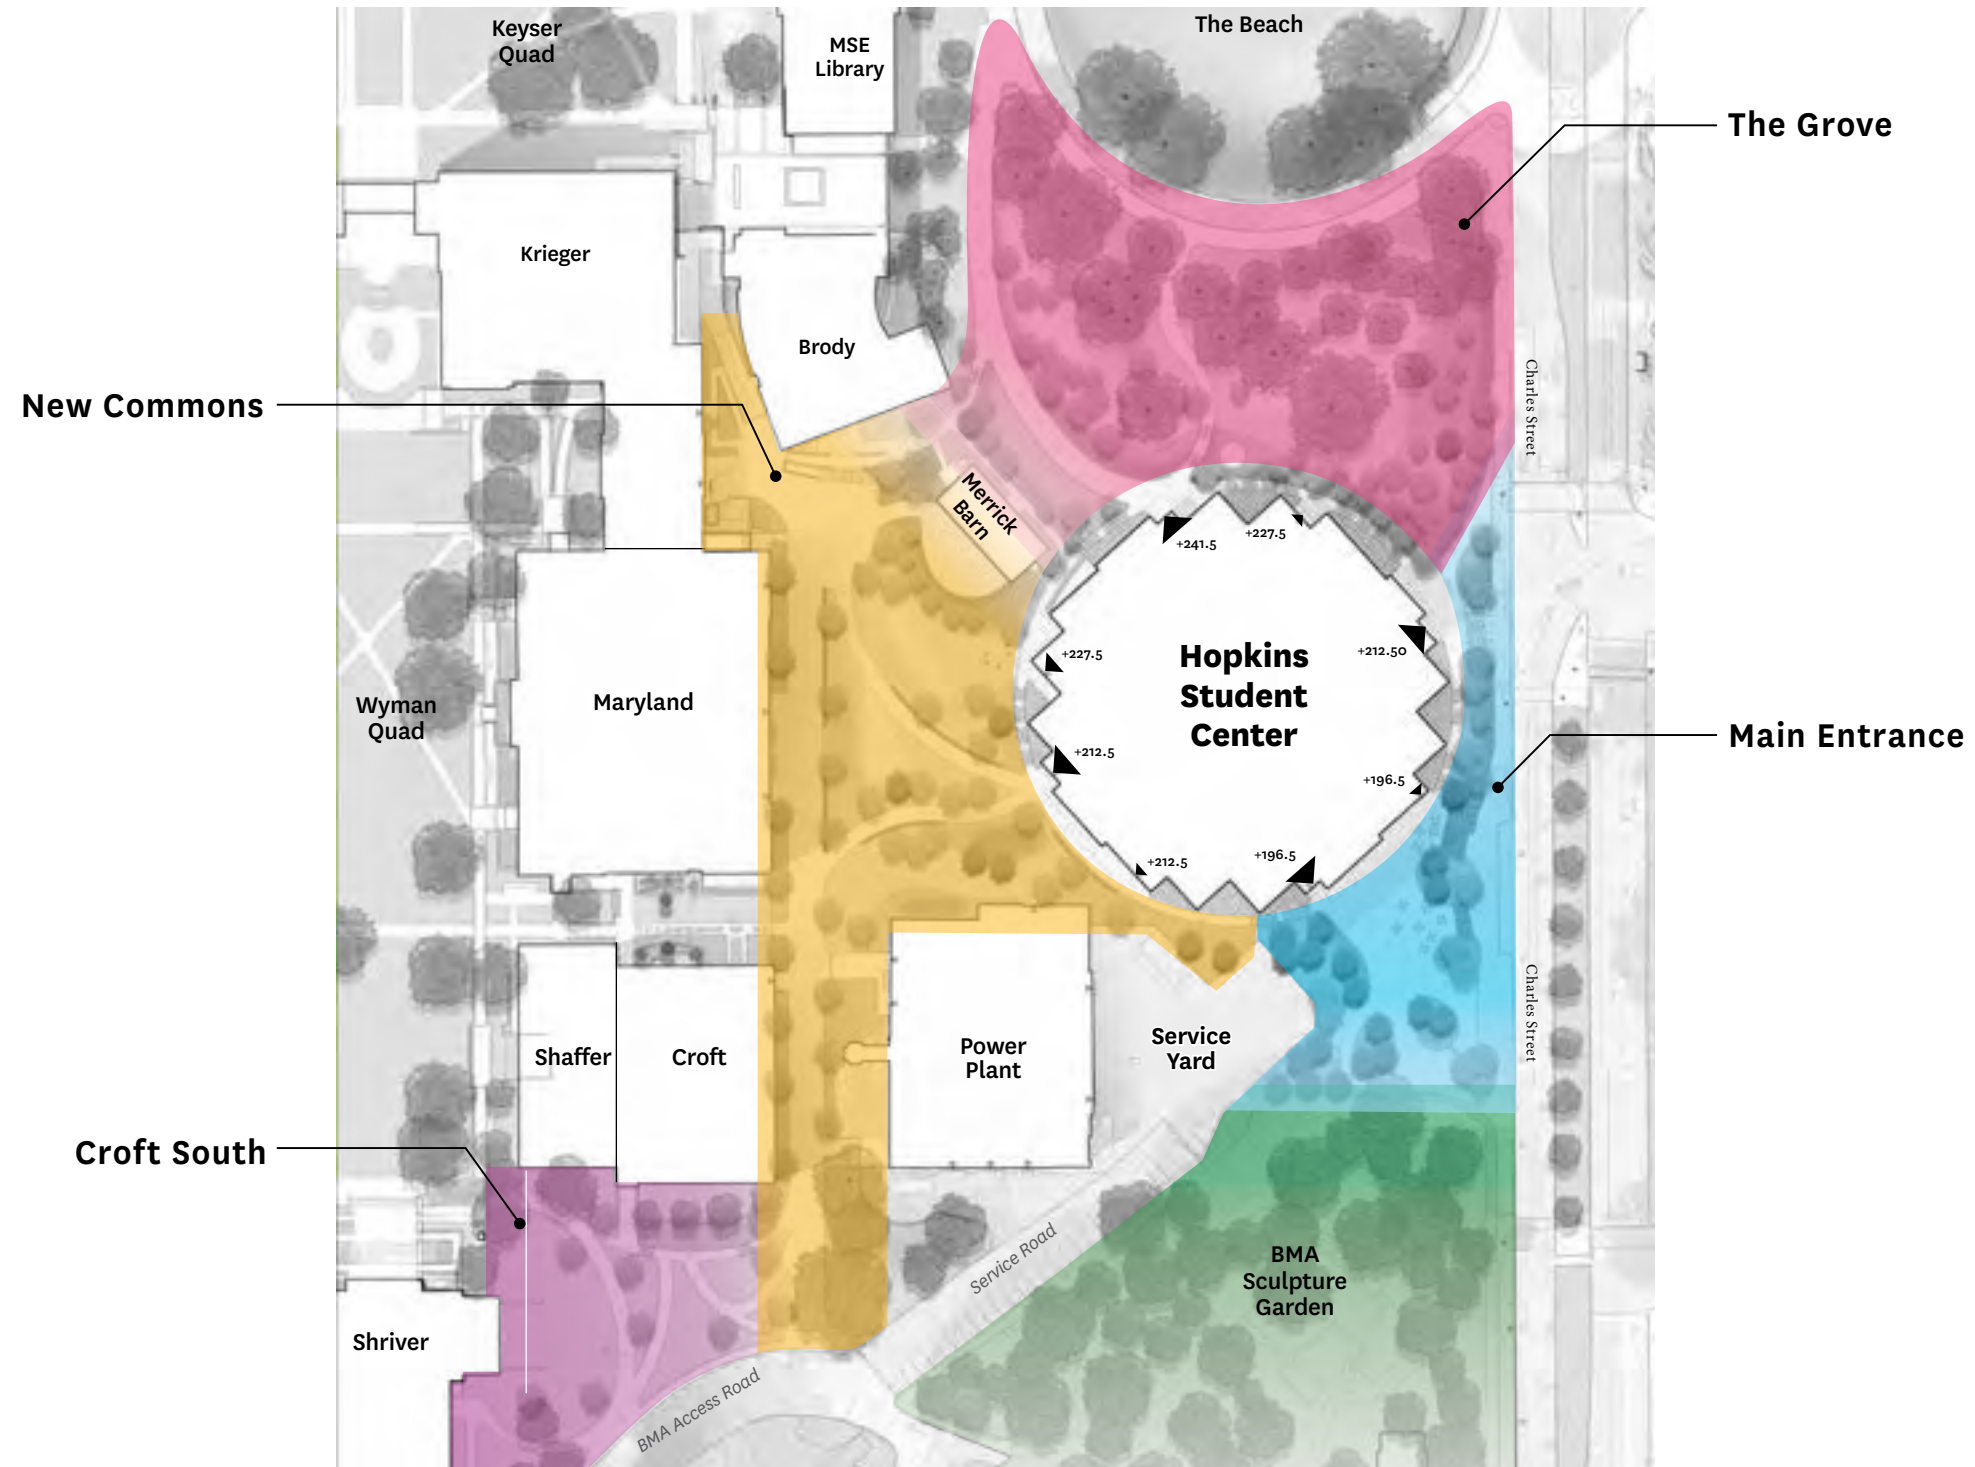 Keyser
Quad
MSE
Library
The Beach
The Grove
Krieger
Brody
Charles Street
New Commons
Merrick
Barn
+241.5
+227.5
+227.5
+212.50
Hopkins
Student
Center
Wyman
Quad
Maryland
Main Entrance
+212.5
+196.5
+212.5
+196.5
Charles Street
Shaffer
Croft
Power
Plant
Service
Yard
Croft South
Service Road
BMA
Sculpture
Garden
Shriver
BMA Access Road